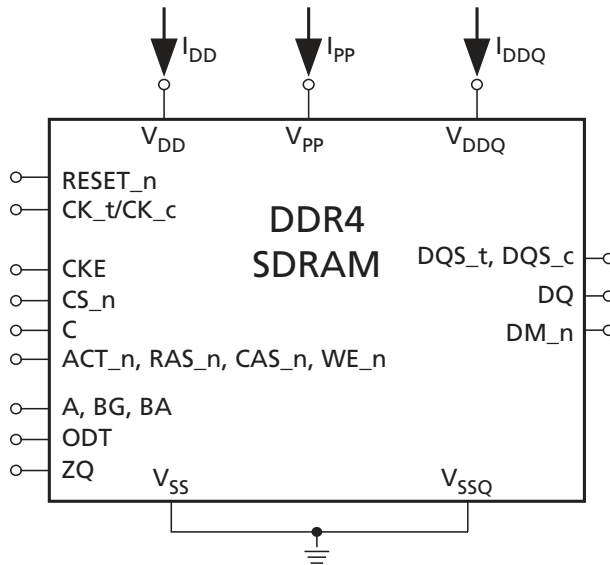 I_DD
I_PP
I_DDQ
V_DD
V_PP
V_DDQ
RESET_n
CK_t/CK_c
DDR4
SDRAM
DQS_t, DQS_c
CKE
CS_n
DQ
C
DM_n
ACT_n, RAS_n, CAS_n, WE_n
A, BG, BA
ODT
ZQ
V_SS
V_SSQ